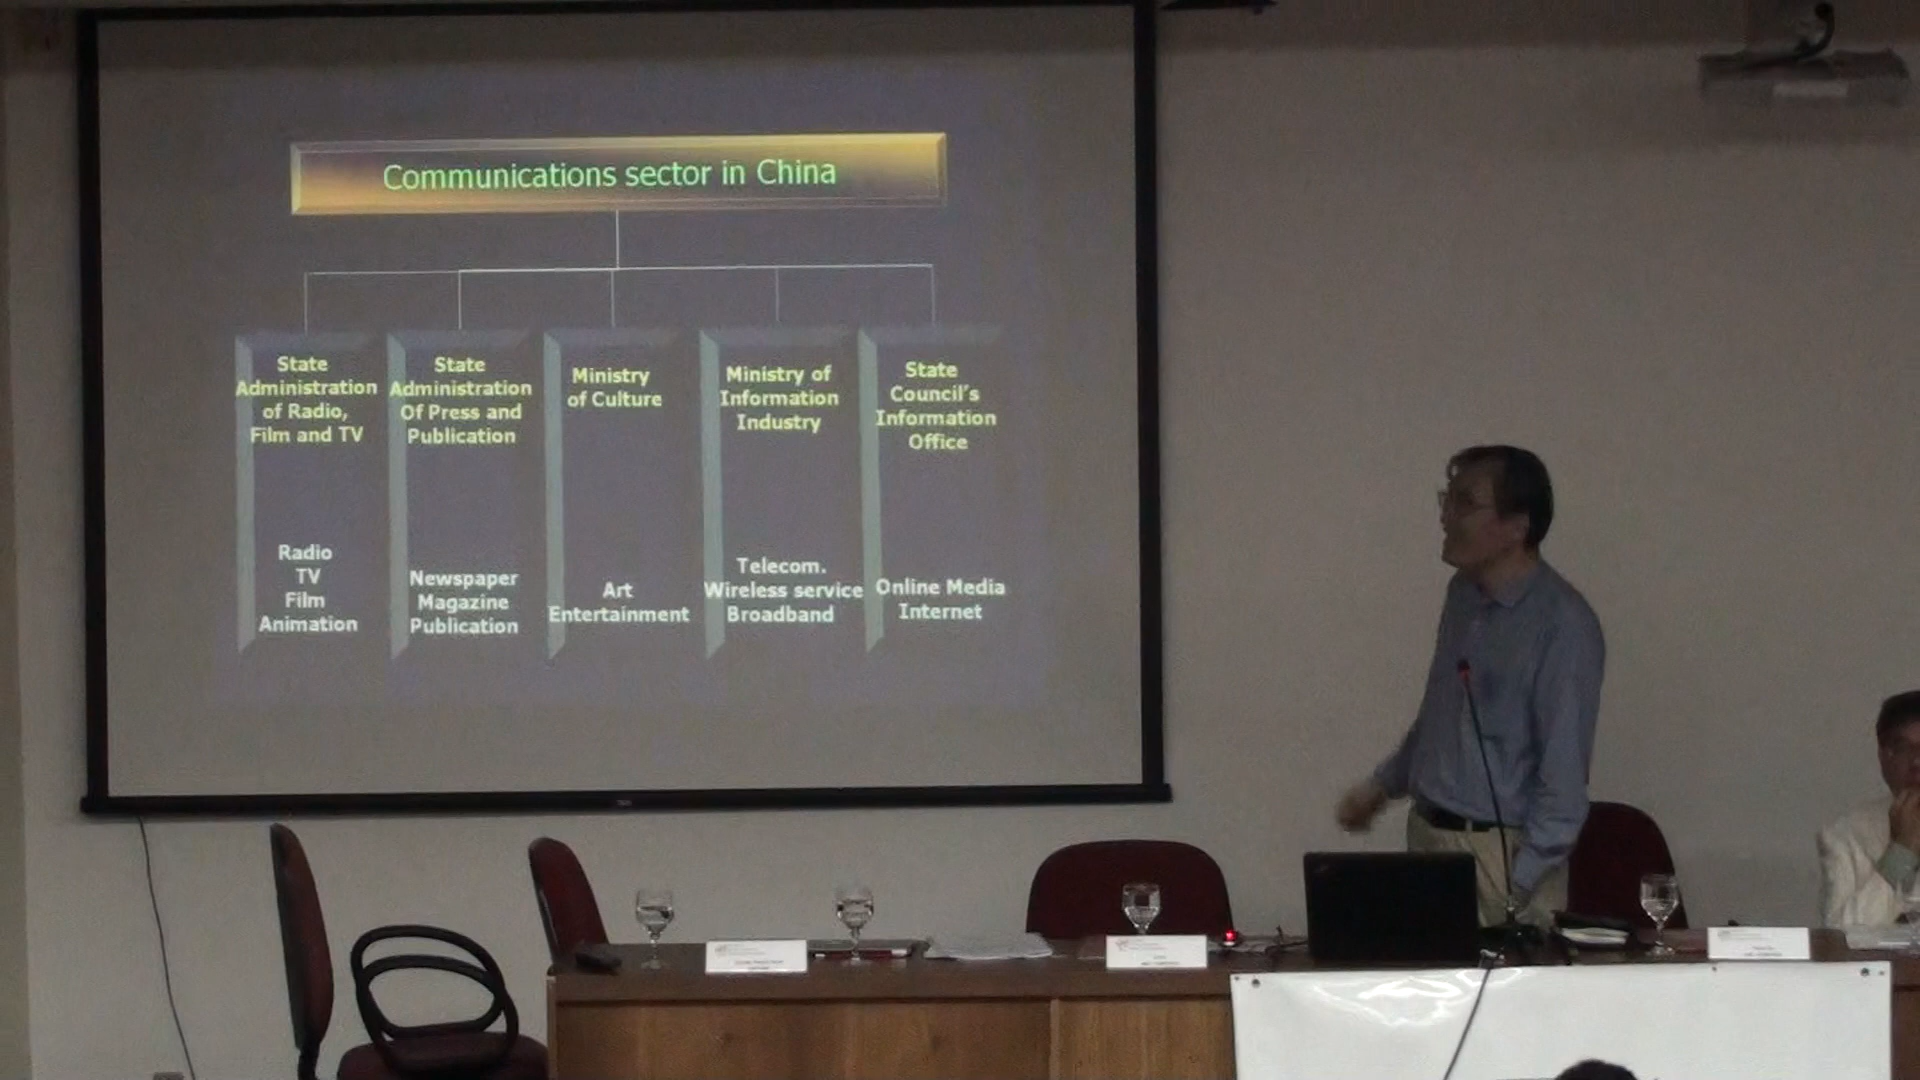 Communications sector in China
State
Administration
of Radio,
Film and TV
State
Administration
Of Press and
Publication
Ministry
of Culture
Ministry of
Information
Industry
State
Council's
Information
Office
Radio
TV
Film
Animation
Newspaper
Magazine
Publication
Art
Entertainment
Telecom.
Wireless service
Broadband
Online Media
Internet